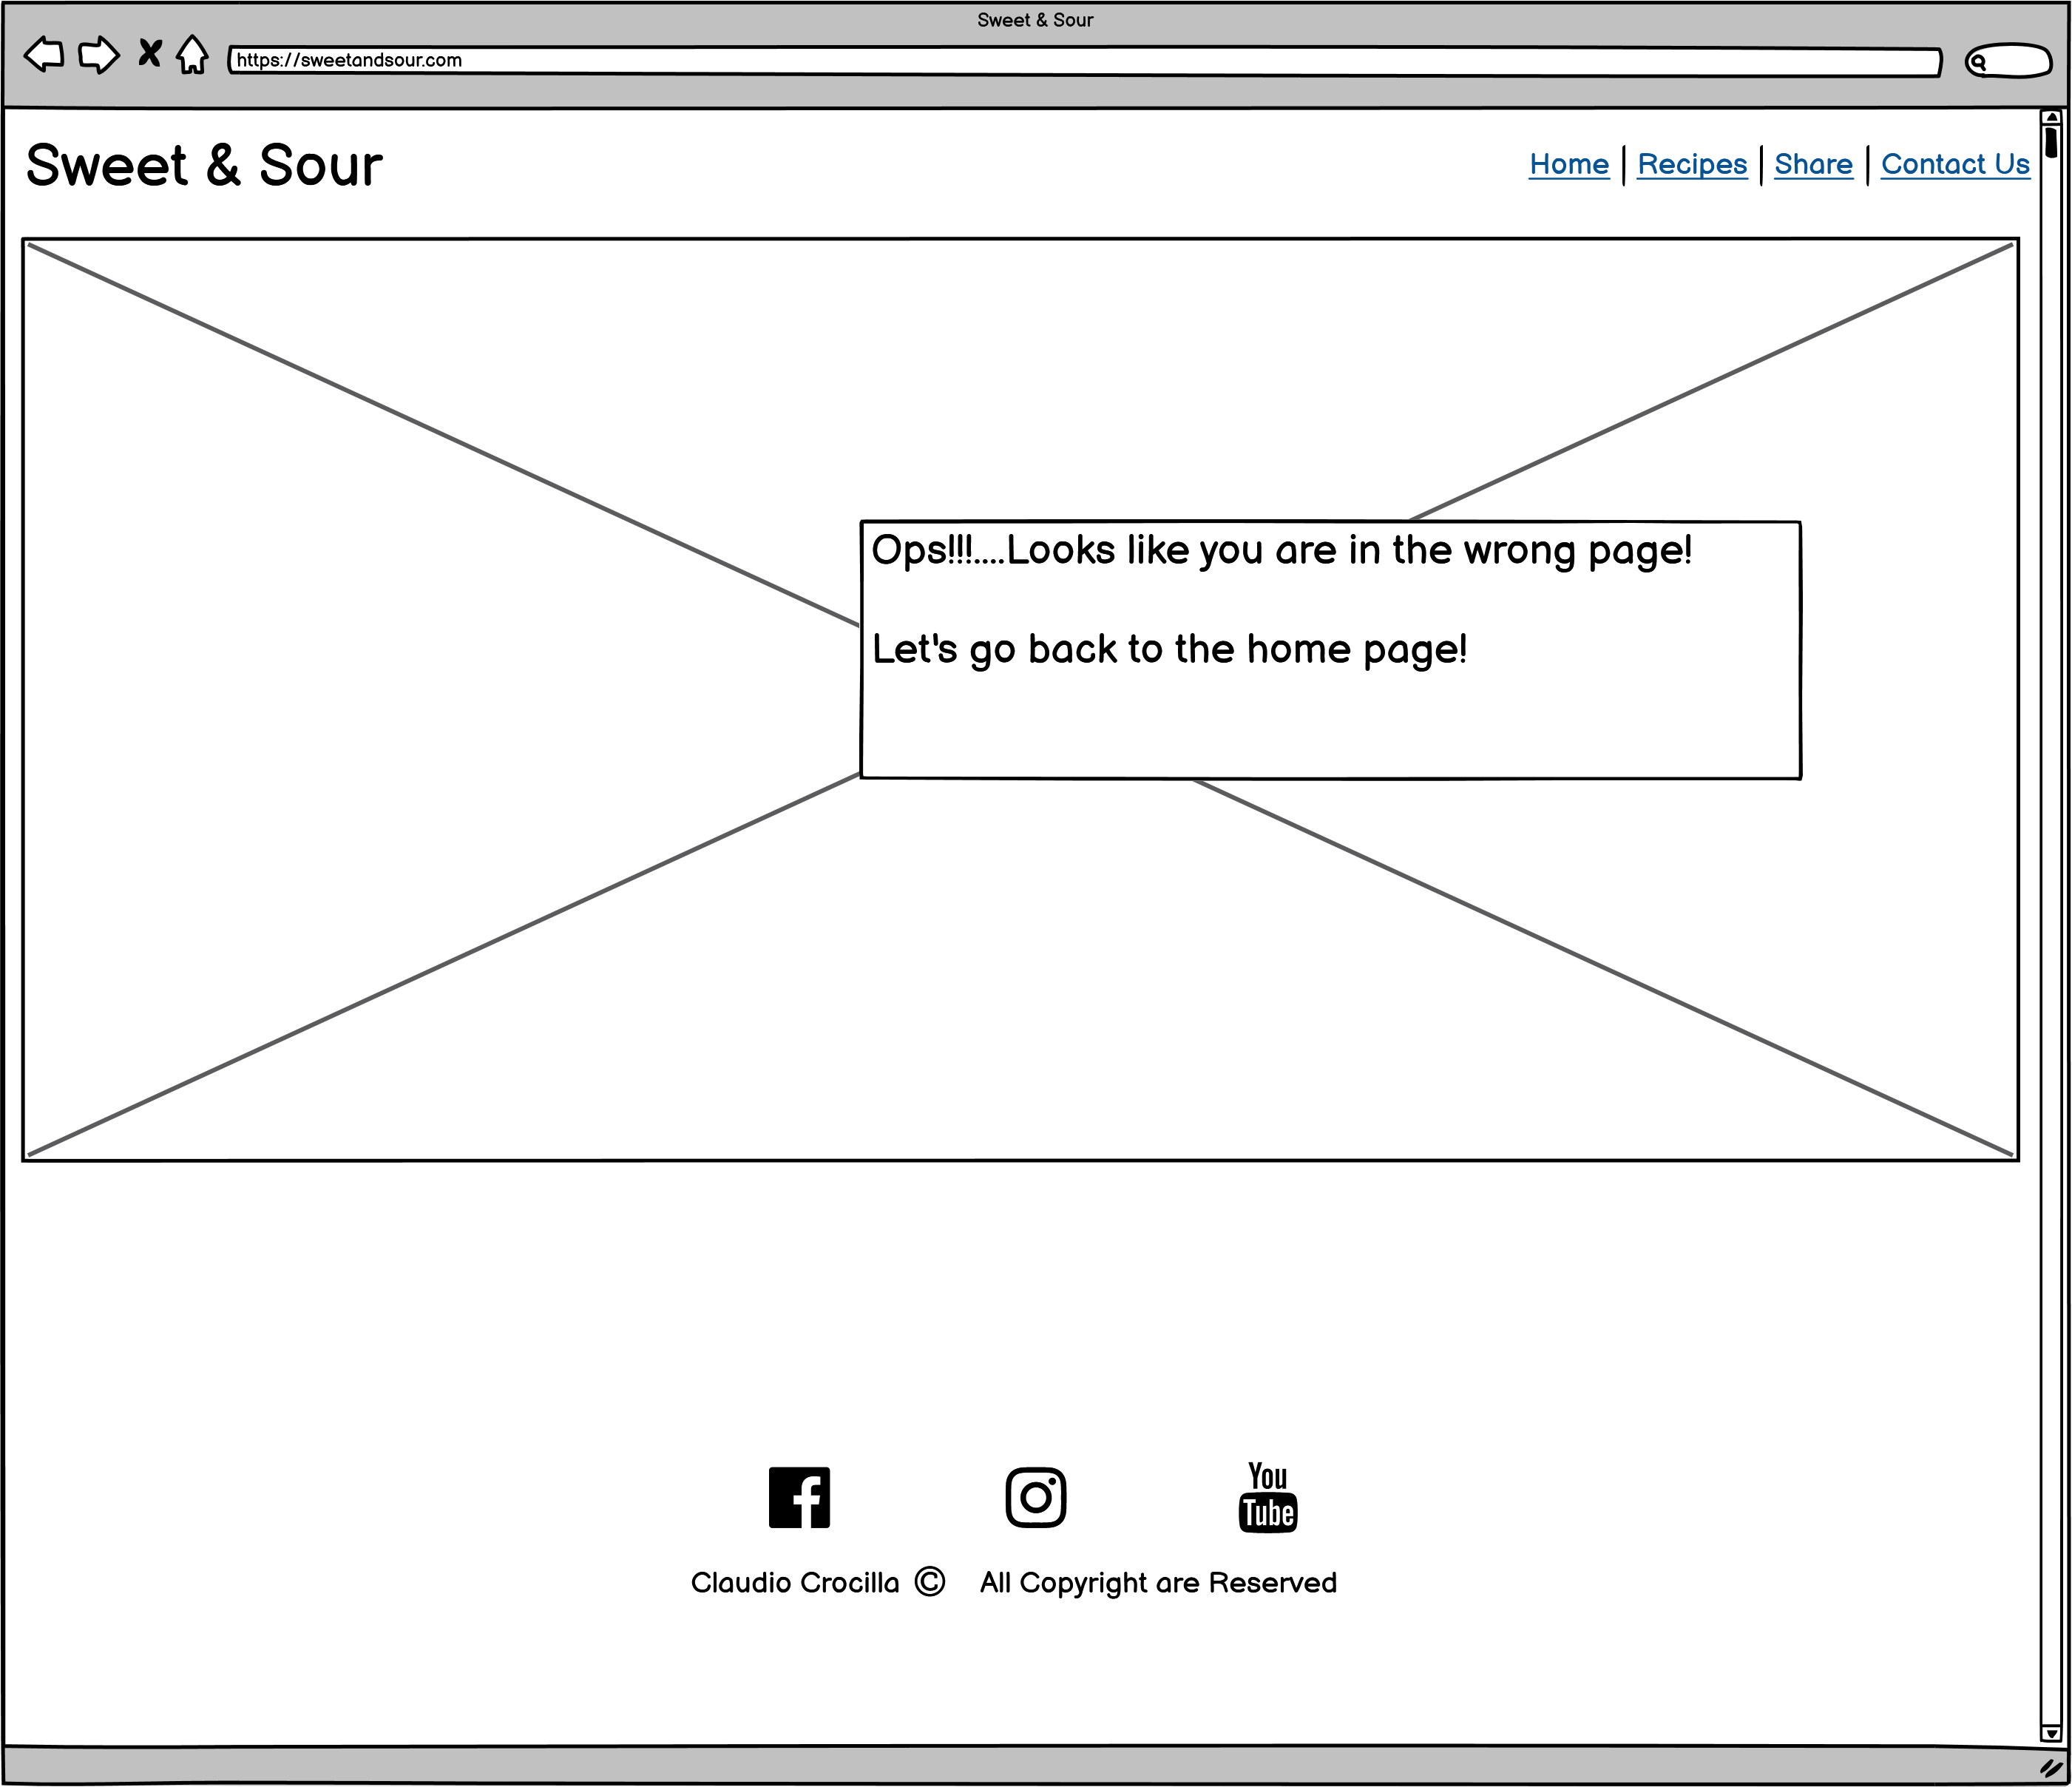 Sweet & Sour
https://sweetandsour.com
Sweet & Sour
Home | Recipes | Share | Contact Us
Ops!!!....Looks like you are in the wrong page!
Let's go back to the home page!
You
Tube
Claudio Crocilla © All Copyright are Reserved